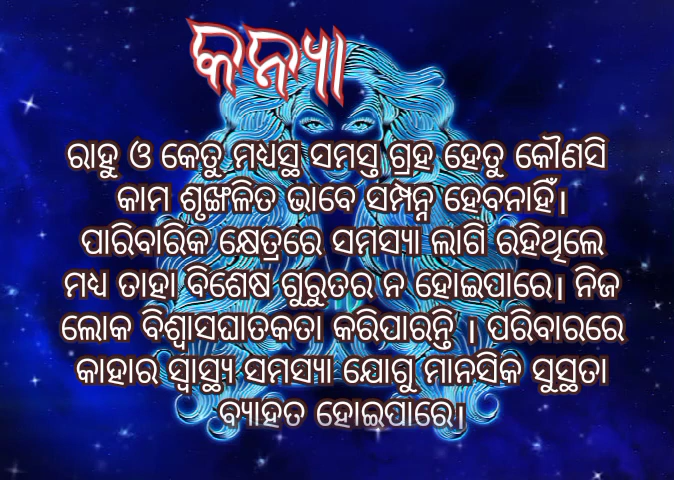 କନ୍ୟା
ରାହୁ ଓ କେତୁ ମଧ୍ୟସ୍ଥ ସମସ୍ତ ଗ୍ରହ ହେତୁ କୌଣସି
କାମ ଶୃଙ୍ଖଳିତ ଭାବେ ସମ୍ପନ୍ନ ହେବନାହିଁ।
ପାରିବାରିକ କ୍ଷେତ୍ରରେ ସମସ୍ୟା ଲାଗି ରହିଥିଲେ
ମଧ୍ୟ ତାହା ବିଶେଷ ଗୁରୁତର ନ ହୋଇପାରେ। ନିଜ
ଲୋକ ବିଶ୍ୱାସଘାତକତା କରିପାରନ୍ତି । ପରିବାରରେ
କାହାର ସ୍ୱାସ୍ଥ୍ୟ ସମସ୍ୟା ଯୋଗୁ ମାନସିକ ସୁସ୍ଥତା
ବ୍ୟାହତ ହୋଇପାରେ।